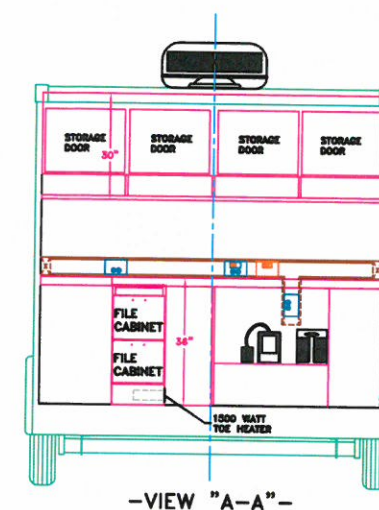 STORAGE
DOOR
STORAGE
DOOR
STORAGE
DOOR
STORAGE
DOOR
30"
FILE
CABINET
FILE
CABINET
36"
1500 WATT
TOE HEATER
-VIEW "A-A"-